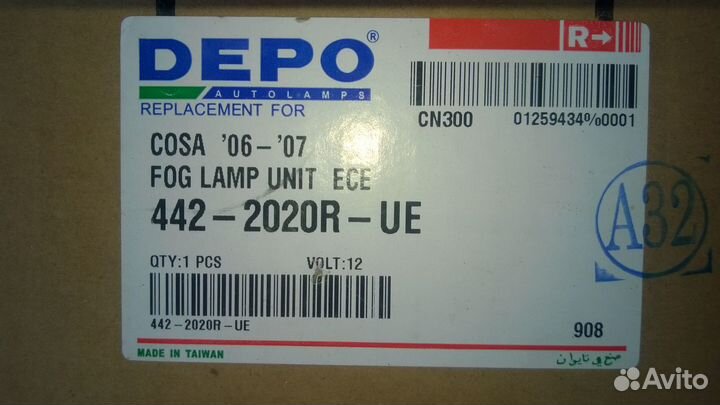 DEPO®
AUTOLAMPS
REPLACEMENT FOR
R→
CN300 01259434%0001
COSA '06-'07
FOG LAMP UNIT ECE
442-2020R-UE
A32
QTY:1 PCS VOLT:12
442-2020R-UE
908
MADE IN TAIWAN
صنع في تايوان
Avito